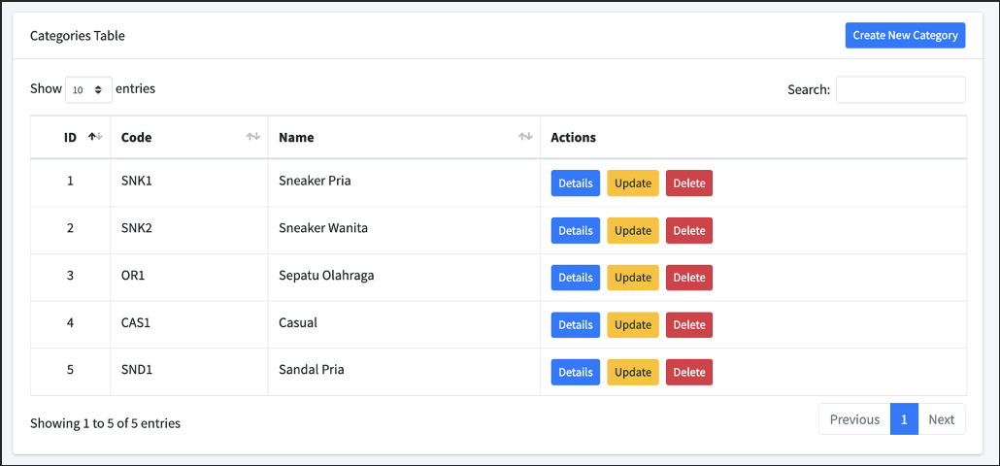 Categories Table Create New Category
Show 10 entries Search:
ID Code Name Actions
1 SNK1 Sneaker Pria Details Update Delete
2 SNK2 Sneaker Wanita Details Update Delete
3 OR1 Sepatu Olahraga Details Update Delete
4 CAS1 Casual Details Update Delete
5 SND1 Sandal Pria Details Update Delete
Showing 1 to 5 of 5 entries Previous 1 Next